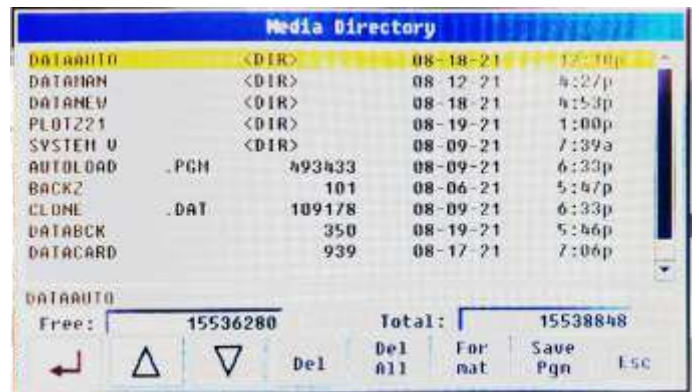 Media Directory
DATAAUTO <DIR> 08-18-21
DATAMAN <DIR> 08-12-21 4:27p
DATANEW <DIR> 08-18-21 4:53p
PLOTZ21 <DIR> 08-19-21 1:00p
SYSTEM V <DIR> 08-09-21 7:39a
AUTOLOAD .PGM 493433 08-09-21 6:33p
BACKZ 101 08-06-21 5:47p
CLONE .DAT 109178 08-09-21 6:33p
DATABCK 350 08-19-21 5:46p
DATACARD 939 08-17-21 7:06p
DATAAUTO
Free: 15536280 Total: 15538848
Del Del All For mat Save Pgm Esc